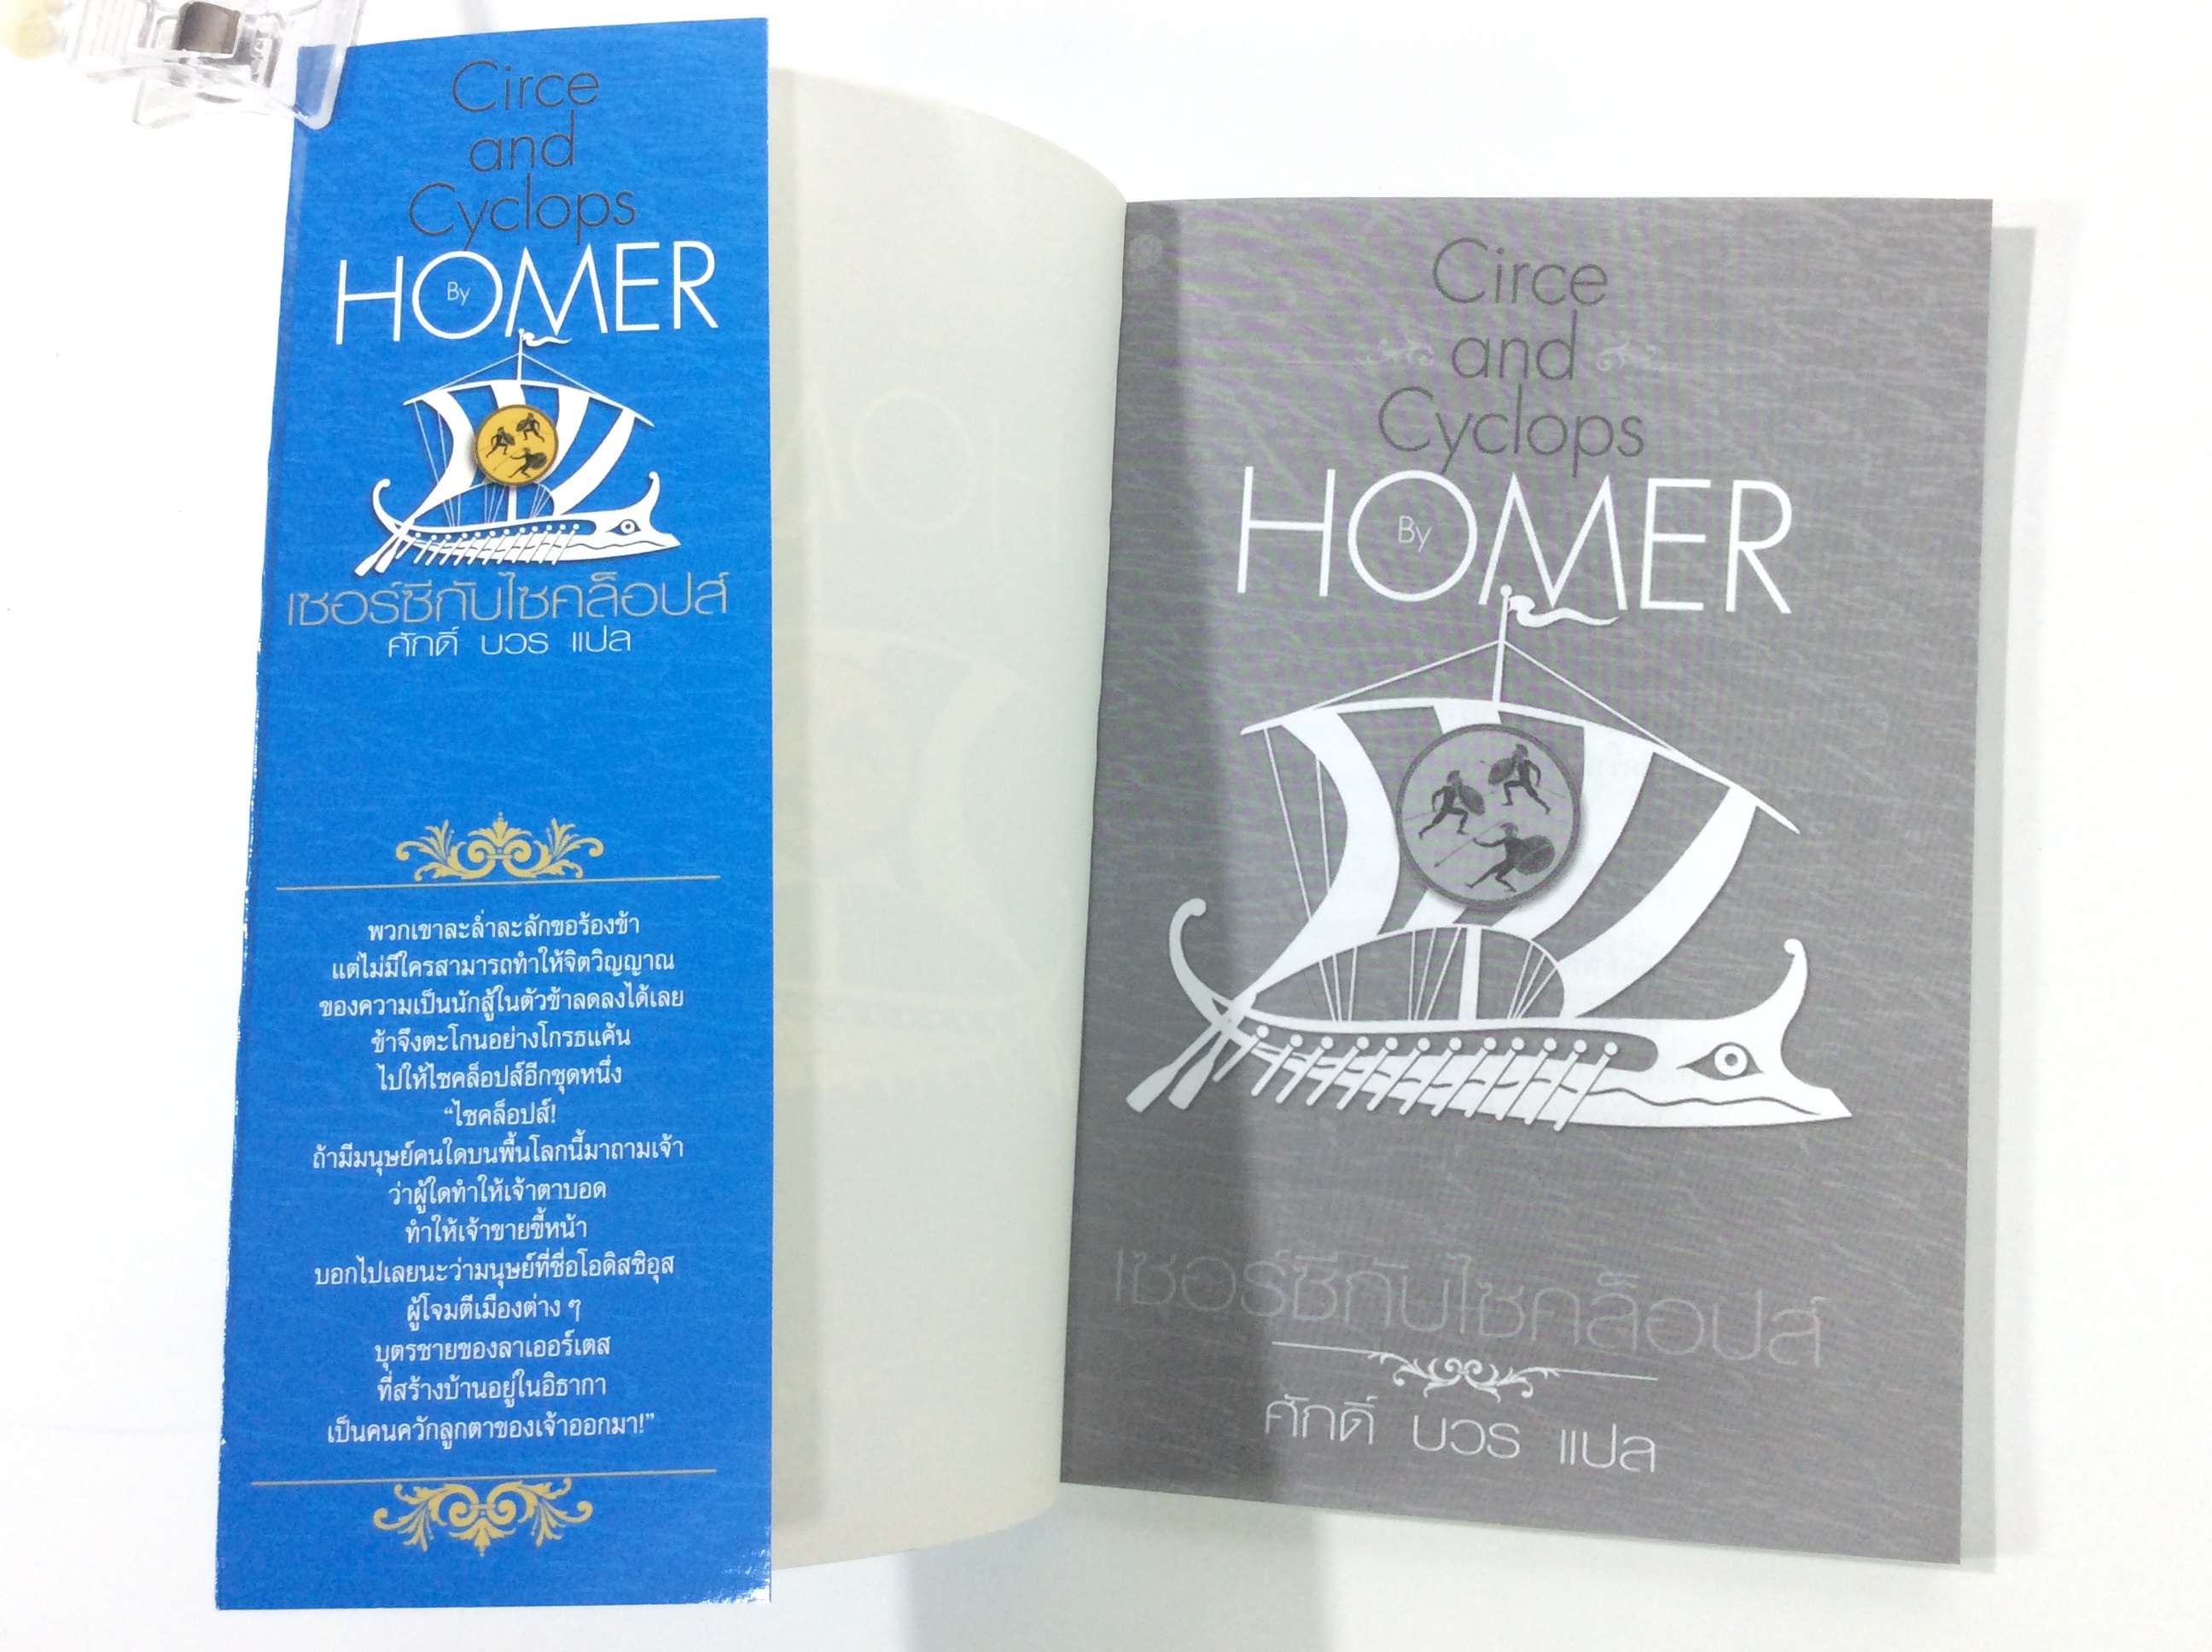 Circe
and
Cyclops
By
HOMER
เซอร์ซีกับไซคล็อปส์
ศักดิ์ บวร แปล
พวกเขาละล่ำละลักขอร้องข้า
แต่ไม่มีใครสามารถทำให้จิตวิญญาณ
ของความเป็นนักสู้ในตัวข้าลดลงได้เลย
ข้าจึงตะโกนอย่างโกรธแค้น
ไปให้ไซคล็อปส์อีกชุดหนึ่ง
“ไซคล็อปส์!
ถ้ามีมนุษย์คนใดบนพื้นโลกนี้มาถามเจ้า
ว่าผู้ใดทำให้เจ้าตาบอด
ทำให้เจ้าขายขี้หน้า
บอกไปเลยนะว่ามนุษย์ที่ชื่อโอดิสซิอุส
ผู้โจมตีเมืองต่าง ๆ
บุตรชายของลาเออร์เตส
ที่สร้างบ้านอยู่ในอิธากา
เป็นคนควักลูกตาของเจ้าออกมา!”
Circe
and
Cyclops
By
HOMER
เซอร์ซีกับไซคล็อปส์
ศักดิ์ บวร แปล